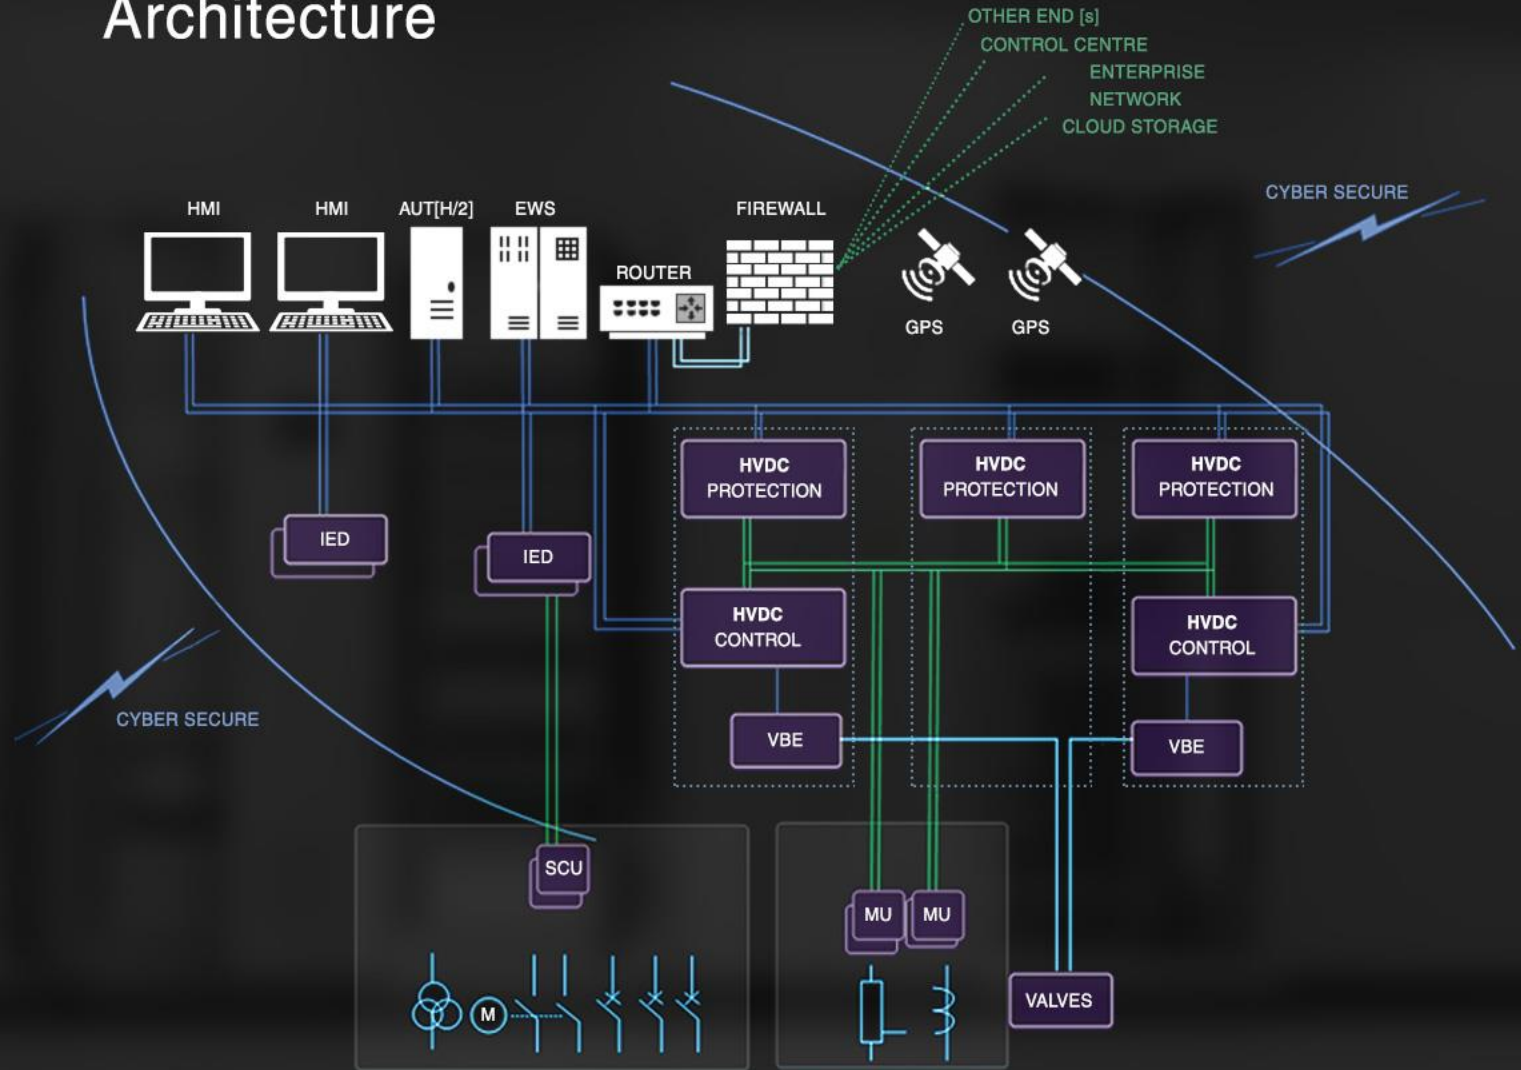 Architecture
OTHER END [s]
CONTROL CENTRE
ENTERPRISE
NETWORK
CLOUD STORAGE
CYBER SECURE
HMI
HMI
AUT[H/2]
EWS
ROUTER
FIREWALL
GPS
GPS
HVDC
PROTECTION
HVDC
PROTECTION
HVDC
PROTECTION
IED
IED
HVDC
CONTROL
HVDC
CONTROL
CYBER SECURE
VBE
VBE
SCU
MU
MU
M
VALVES